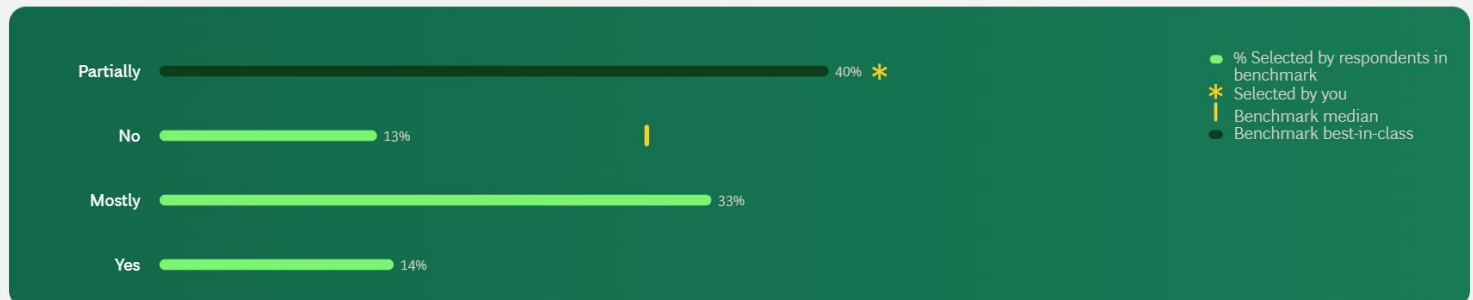 Partially
40%
No
13%
Mostly
33%
Yes
14%
% Selected by respondents in
benchmark
Selected by you
Benchmark median
Benchmark best-in-class